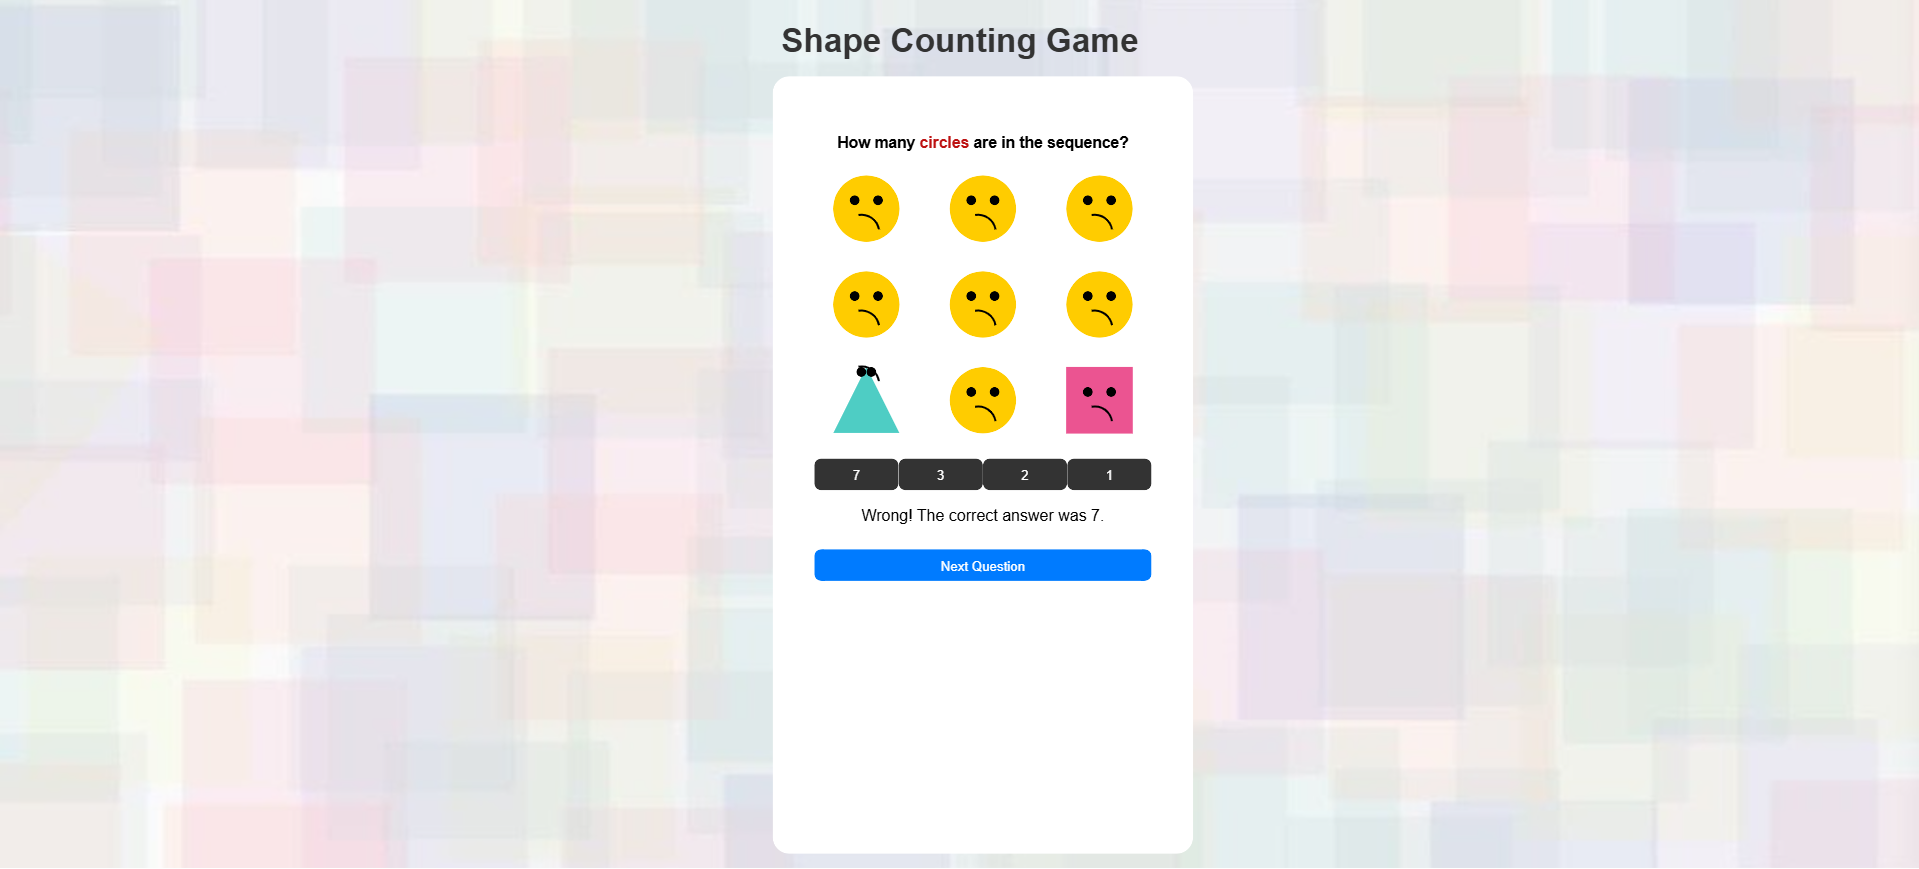 Shape Counting Game
How many circles are in the sequence?
7 3 2 1
Wrong! The correct answer was 7.
Next Question